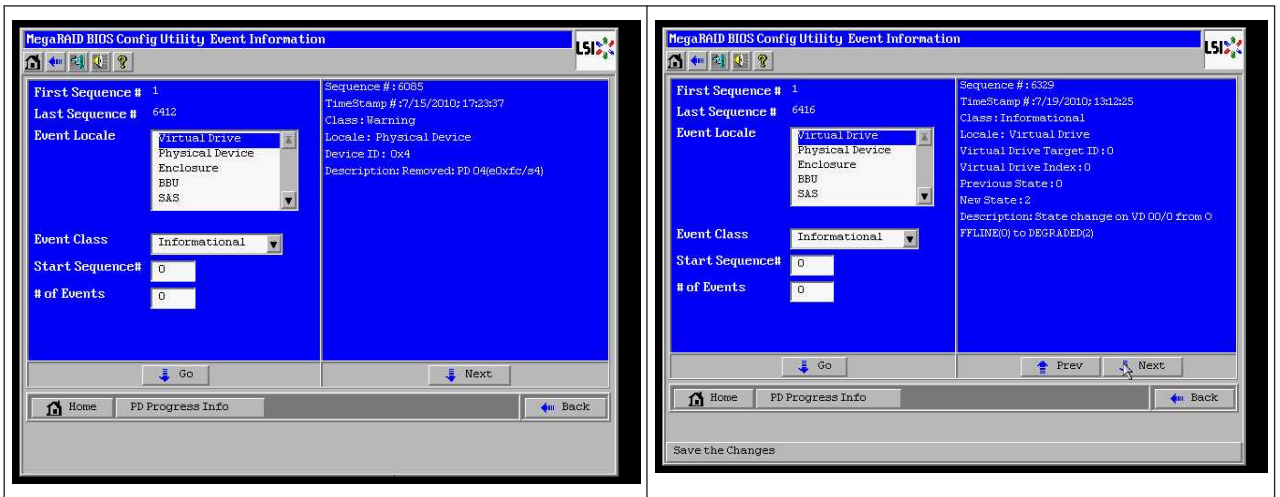 MegaRAID BIOS Config Utility Event Information
LSI
First Sequence # 1
Last Sequence # 6412
Event Locale
Virtual Drive
Physical Device
Enclosure
BBU
SAS
Event Class Informational
Start Sequence# 0
# of Events 0
Sequence #:6085
TimeStamp #:7/15/2010; 17:23:37
Class: Warning
Locale: Physical Device
Device ID: 0x4
Description: Removed: PD 04(e0xfc/s4)
Go
Next
Home
PD Progress Info
Back
MegaRAID BIOS Config Utility Event Information
LSI
First Sequence # 1
Last Sequence # 6416
Event Locale
Virtual Drive
Physical Device
Enclosure
BBU
SAS
Event Class Informational
Start Sequence# 0
# of Events 0
Sequence #:6329
TimeStamp #:7/19/2010; 13:12:25
Class: Informational
Locale: Virtual Drive
Virtual Drive Target ID:0
Virtual Drive Index:0
Previous State:0
New State:2
Description: State change on VD 00/0 from O
FFLINE(0) to DEGRADED(2)
Go
Prev
Next
Home
PD Progress Info
Back
Save the Changes